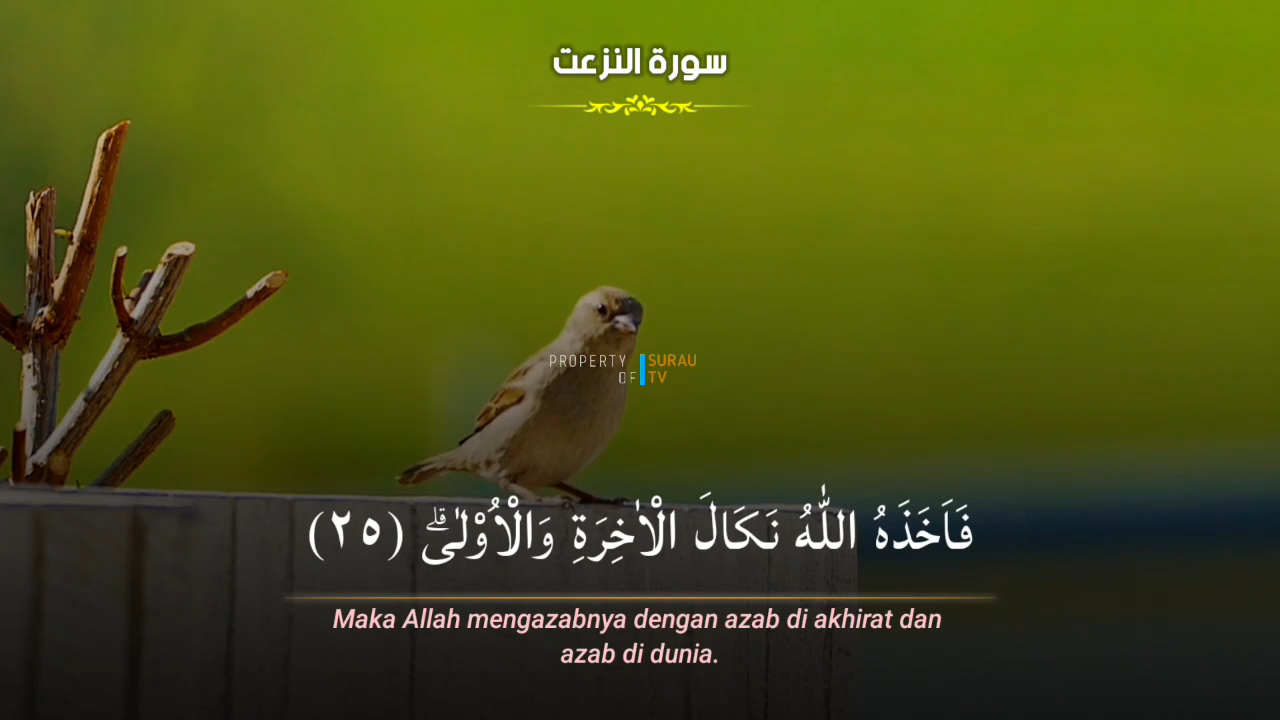 سورة النزعت
PROPERTY OF SURAU TV
فَاَخَذَهُ اللّٰهُ نَكَالَ الْاٰخِرَةِ وَالْاُوْلٰىۗ (٢٥)
Maka Allah mengazabnya dengan azab di akhirat dan
azab di dunia.